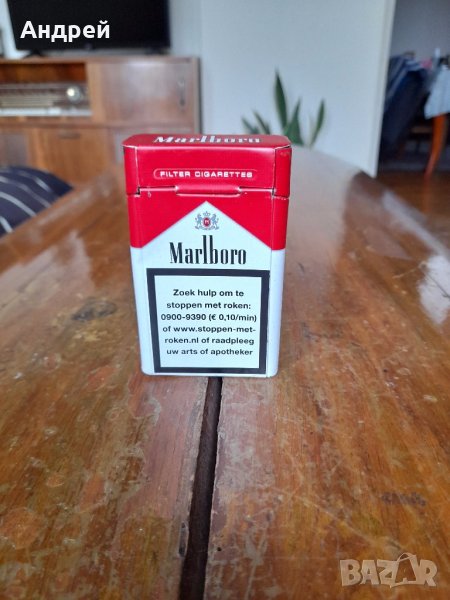 Андрей
Marlboro
FILTER CIGARETTES
Marlboro
Zoek hulp om te
stoppen met roken:
0900-9390 (€ 0,10/min)
of www.stoppen-met-
roken.nl of raadpleeg
uw arts of apotheker
BAZAR